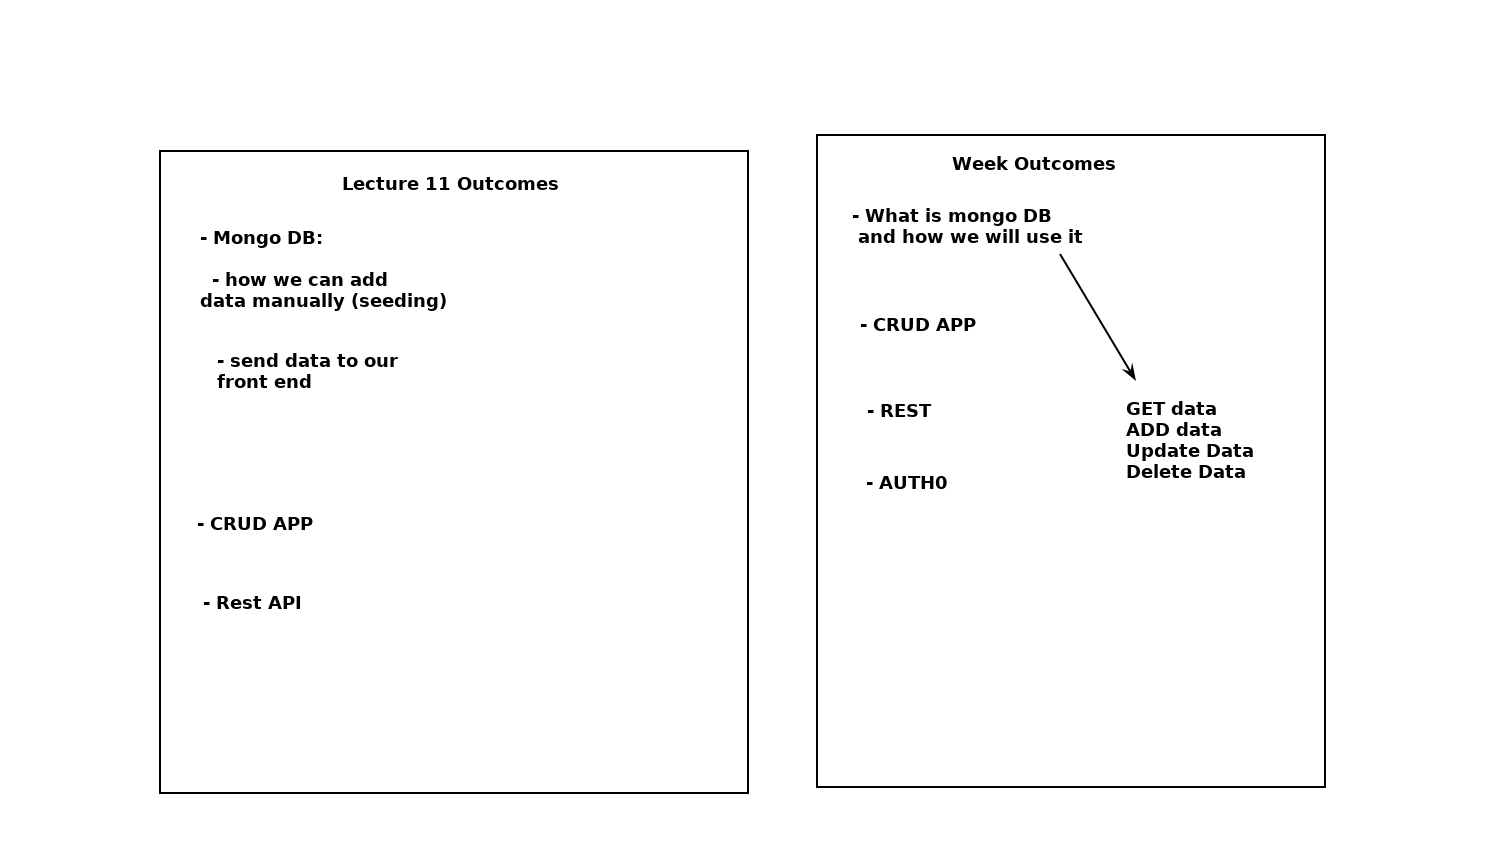 Lecture 11 Outcomes
- Mongo DB:
- how we can add
data manually (seeding)
- send data to our
front end
- CRUD APP
- Rest API
Week Outcomes
- What is mongo DB
and how we will use it
- CRUD APP
- REST
- AUTH0
GET data
ADD data
Update Data
Delete Data